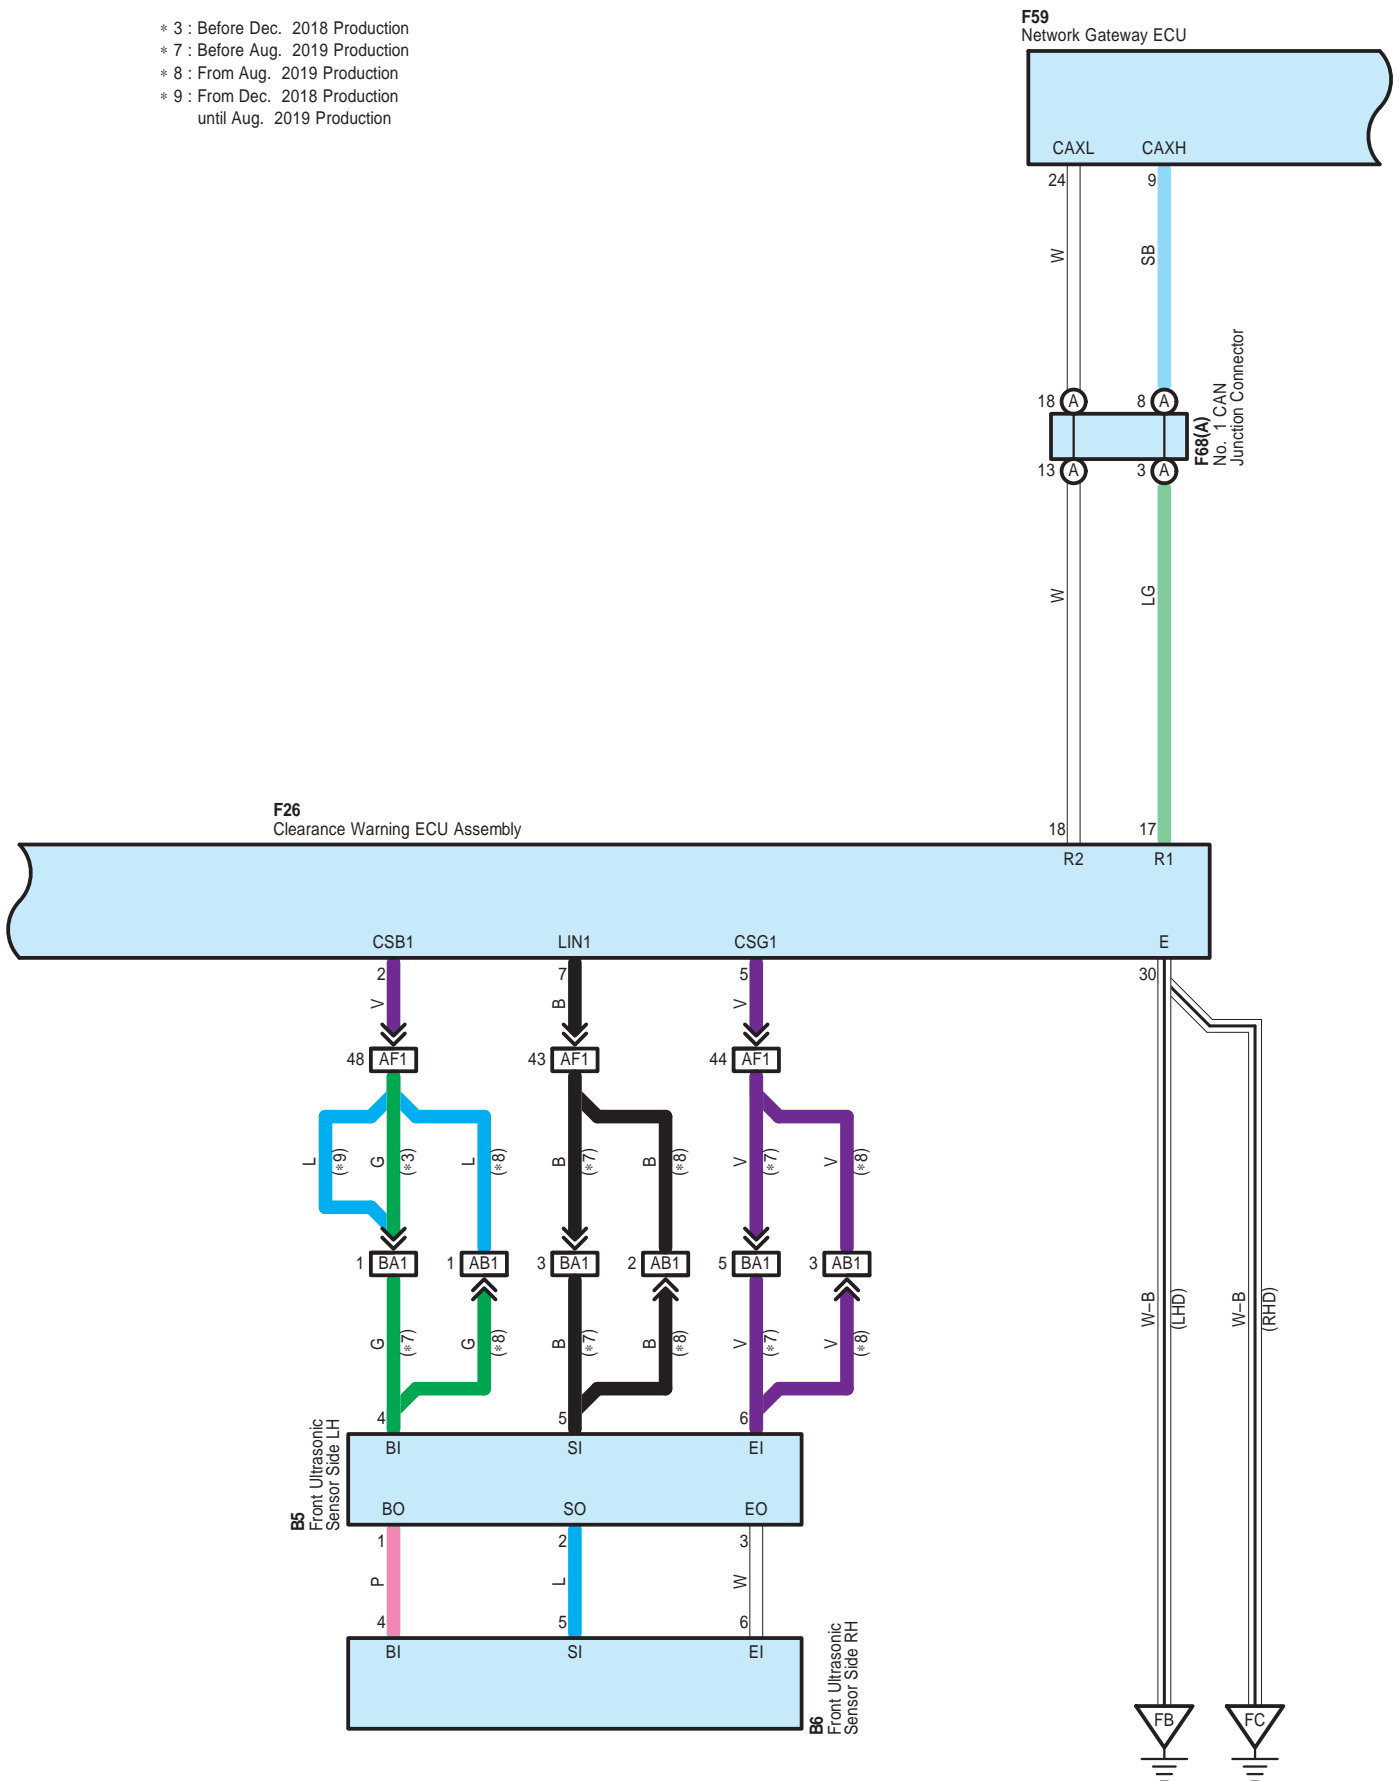 * 3 : Before Dec. 2018 Production
* 7 : Before Aug. 2019 Production
* 8 : From Aug. 2019 Production
* 9 : From Dec. 2018 Production
until Aug. 2019 Production
F59
Network Gateway ECU
CAXL CAXH
24 9
W SB
18 A 8 A
F68(A)
No. 1 CAN
Junction Connector
13 A 3 A
W LG
F26
Clearance Warning ECU Assembly
18 17
R2 R1
CSB1 LIN1 CSG1 E
2 7 5 30
V B V
48 AF1 43 AF1 44 AF1
L (*9) G (*3) L (*8) B (*7) B (*8) V (*7) V (*8)
1 BA1 1 AB1 3 BA1 2 AB1 5 BA1 3 AB1
G (*7) G (*8) B (*7) B (*8) V (*7) V (*8)
W-B (LHD) W-B (RHD)
4 5 6
BI SI EI
B5
Front Ultrasonic
Sensor Side LH
BO SO EO
1 2 3
P L W
4 5 6
BI SI EI
B6
Front Ultrasonic
Sensor Side RH
FB FC